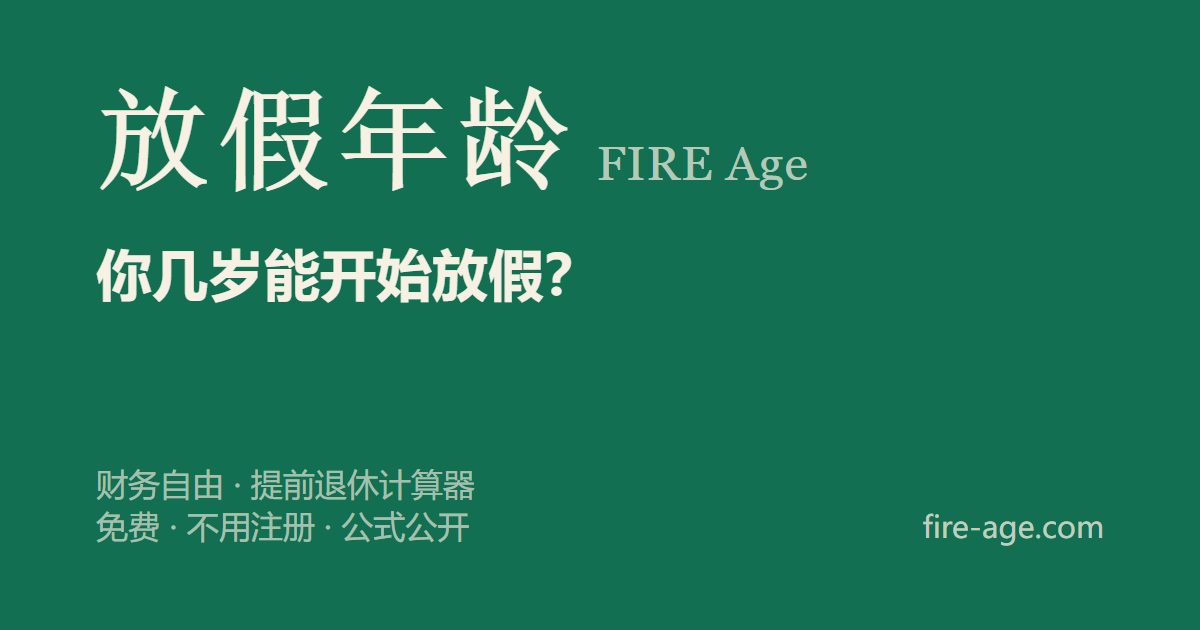 放假年龄 FIRE Age
你几岁能开始放假?
财务自由 · 提前退休计算器
免费 · 不用注册 · 公式公开
fire-age.com